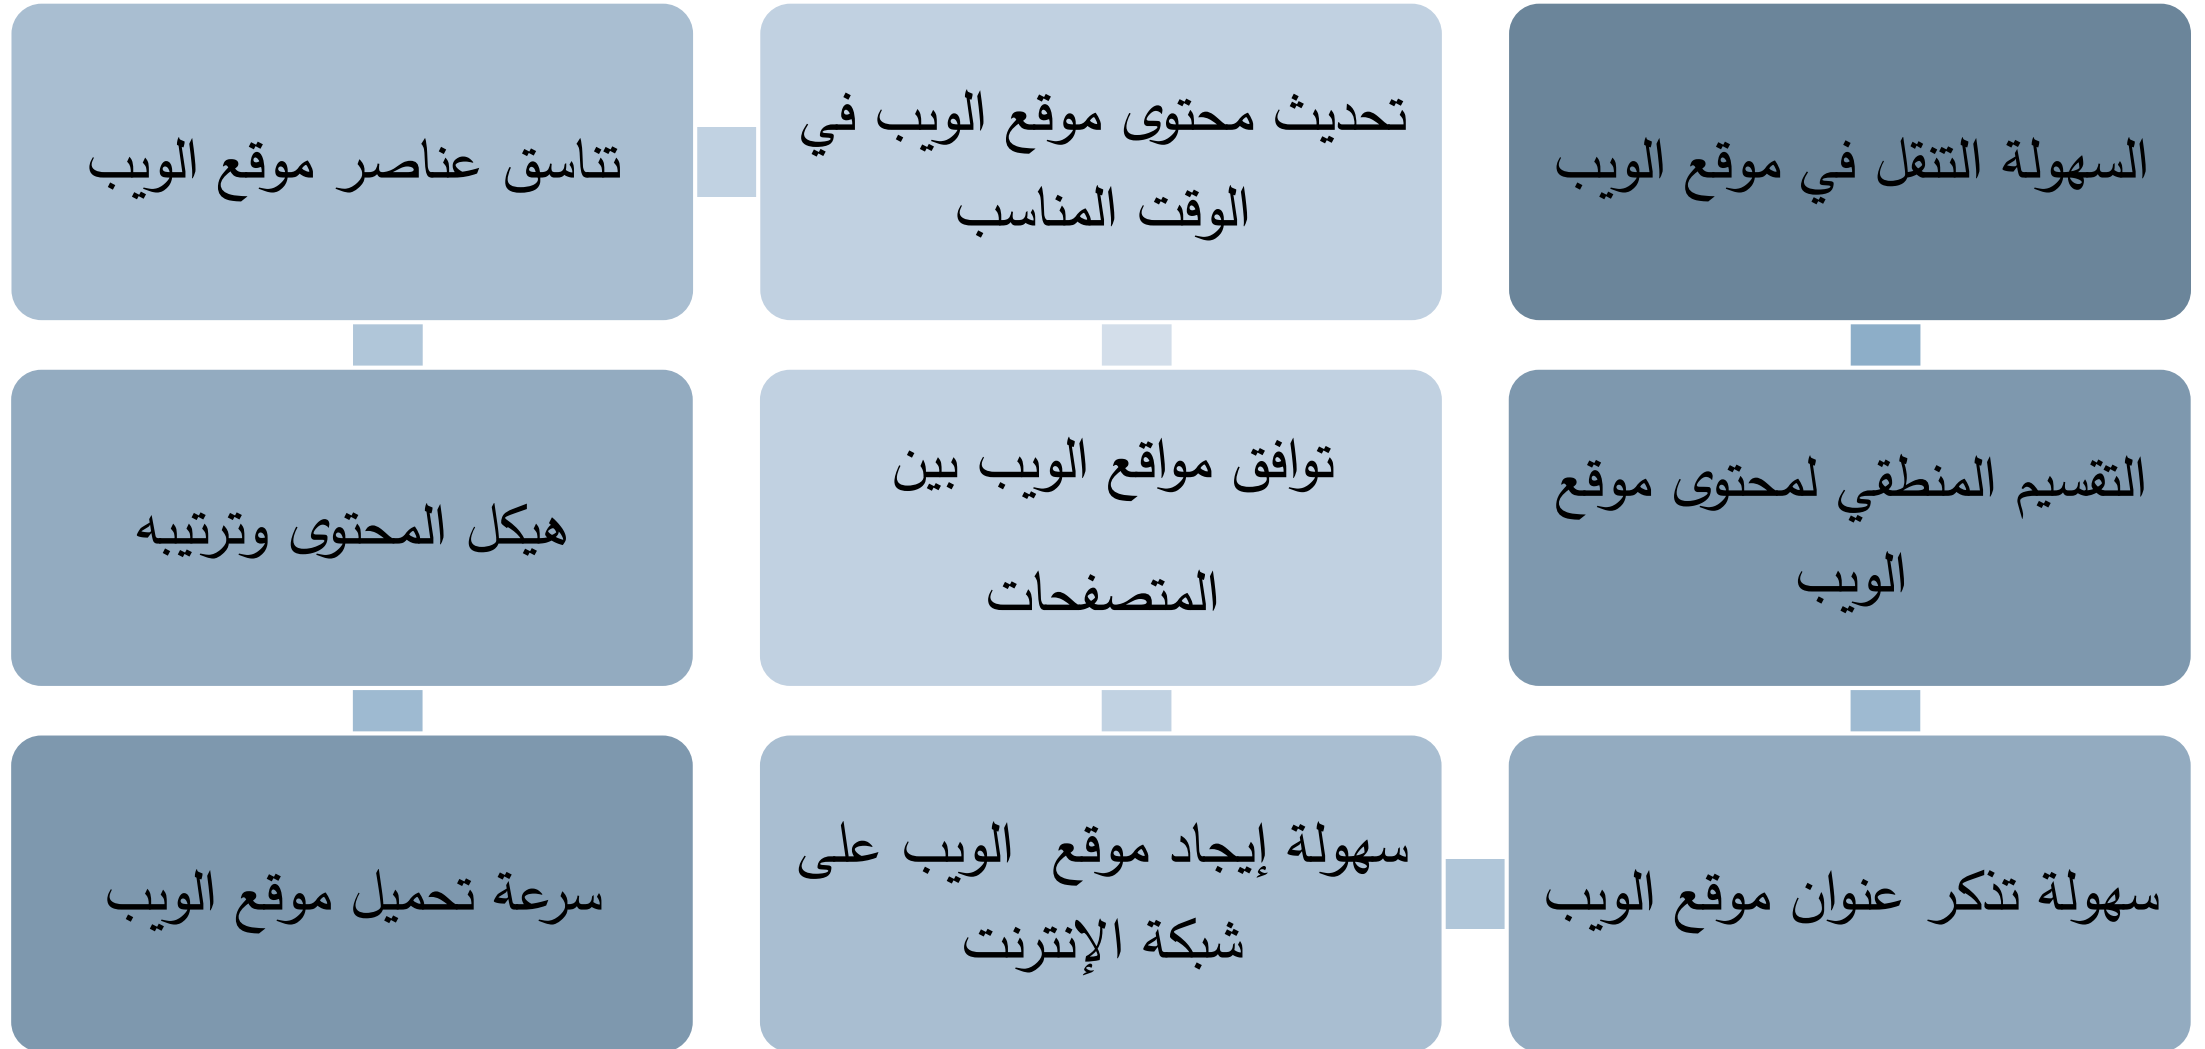 السهولة التنقل في موقع الويب
التقسيم المنطقي لمحتوى موقع
الويب
سهولة تذكر عنوان موقع الويب
سهولة إيجاد موقع الويب على
شبكة الإنترنت
توافق مواقع الويب بين
المتصفحات
تحديث محتوى موقع الويب في
الوقت المناسب
تناسق عناصر موقع الويب
هيكل المحتوى وترتيبه
سرعة تحميل موقع الويب